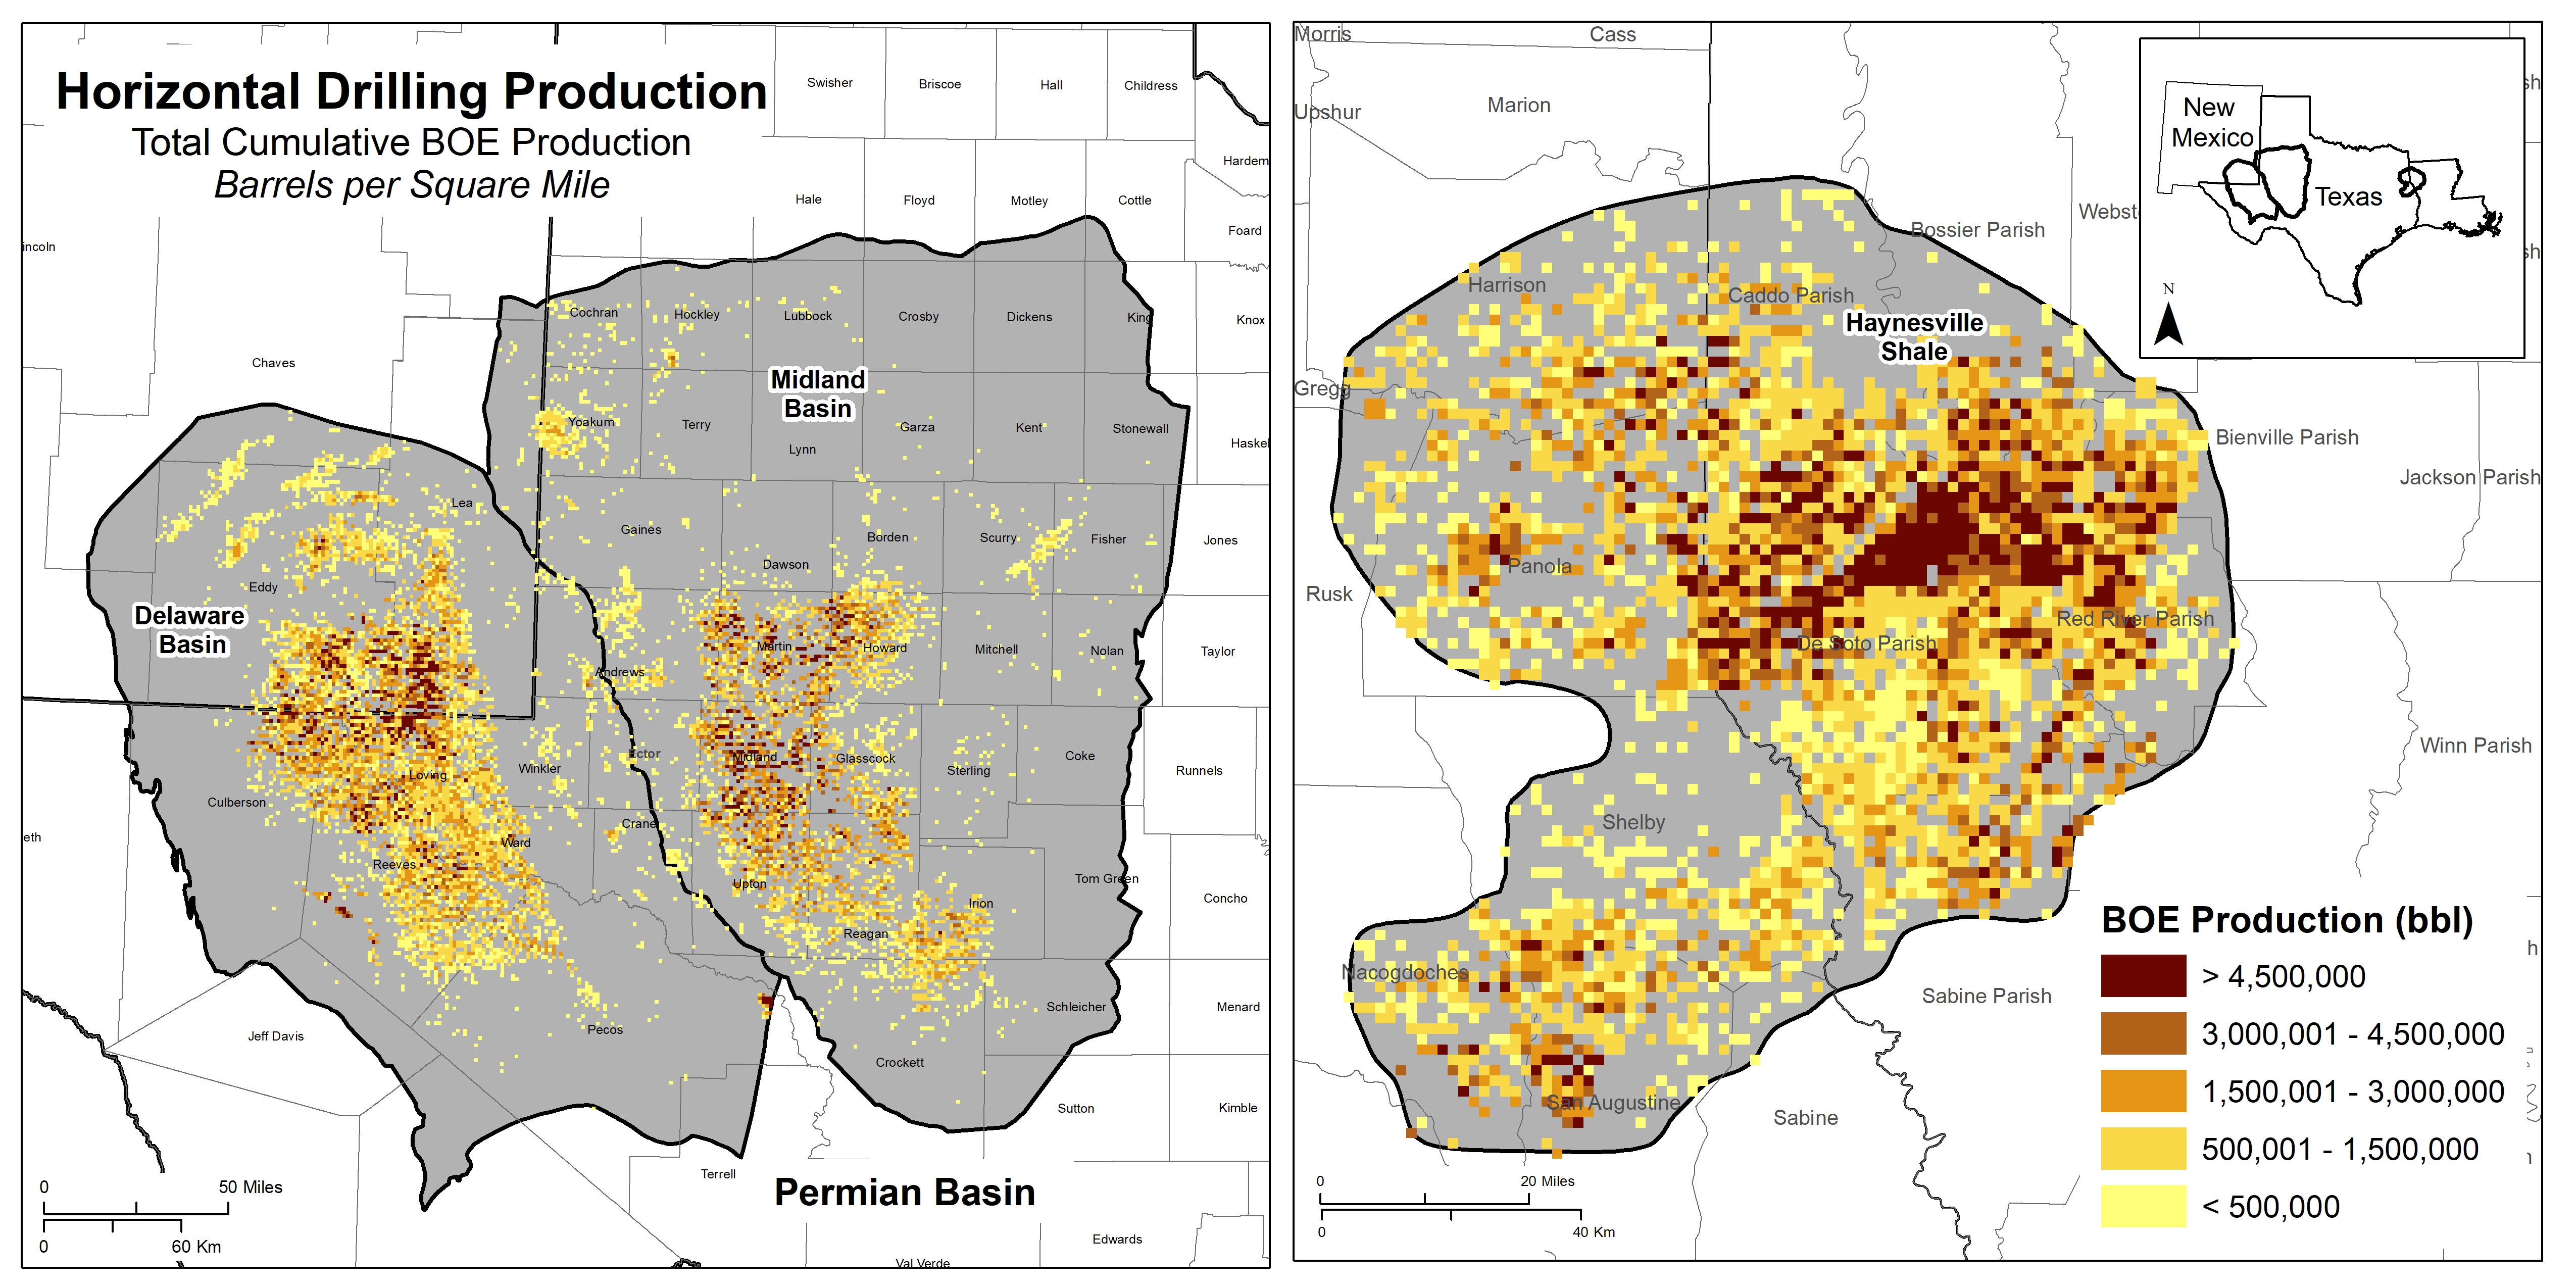 Horizontal Drilling Production
Total Cumulative BOE Production
Barrels per Square Mile
Swisher
Briscoe
Hall
Childress
Hardem
Hale
Floyd
Motley
Cottle
Foard
incoln
Cochran
Hockley
Lubbock
Crosby
Dickens
King
Knox
Chaves
Midland
Basin
Yoakum
Terry
Lynn
Garza
Kent
Stonewall
Haskel
Lea
Gaines
Borden
Scurry
Fisher
Jones
Dawson
Eddy
Delaware
Basin
Martin
Howard
Mitchell
Nolan
Taylor
Andrews
Ector
Midland
Glasscock
Sterling
Coke
Runnels
Winkler
Loving
Culberson
Crane
eth
Ward
Reeves
Upton
Tom Green
Concho
Irion
Reagan
Schleicher
Menard
Pecos
Jeff Davis
Crockett
Sutton
Kimble
Terrell
Permian Basin
Edwards
Val Verde
0 50 Miles
0 60 Km
Morris
Cass
Upshur
Marion
Webst
sh
sh
Bossier Parish
Harrison
Caddo Parish
Haynesville
Shale
Gregg
Bienville Parish
Jackson Parish
Panola
Rusk
Red River Parish
De Soto Parish
Winn Parish
Shelby
Nacogdoches
Sabine Parish
San Augustine
Sabine
h
0 20 Miles
0 40 Km
New
Mexico
Texas
N
BOE Production (bbl)
> 4,500,000
3,000,001 - 4,500,000
1,500,001 - 3,000,000
500,001 - 1,500,000
< 500,000